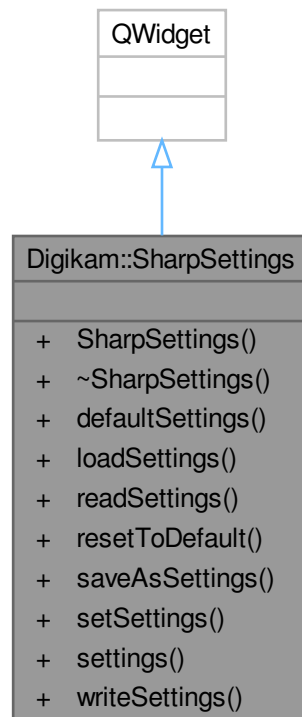 QWidget
Digikam::SharpSettings
+ SharpSettings()
+ ~SharpSettings()
+ defaultSettings()
+ loadSettings()
+ readSettings()
+ resetToDefault()
+ saveAsSettings()
+ setSettings()
+ settings()
+ writeSettings()